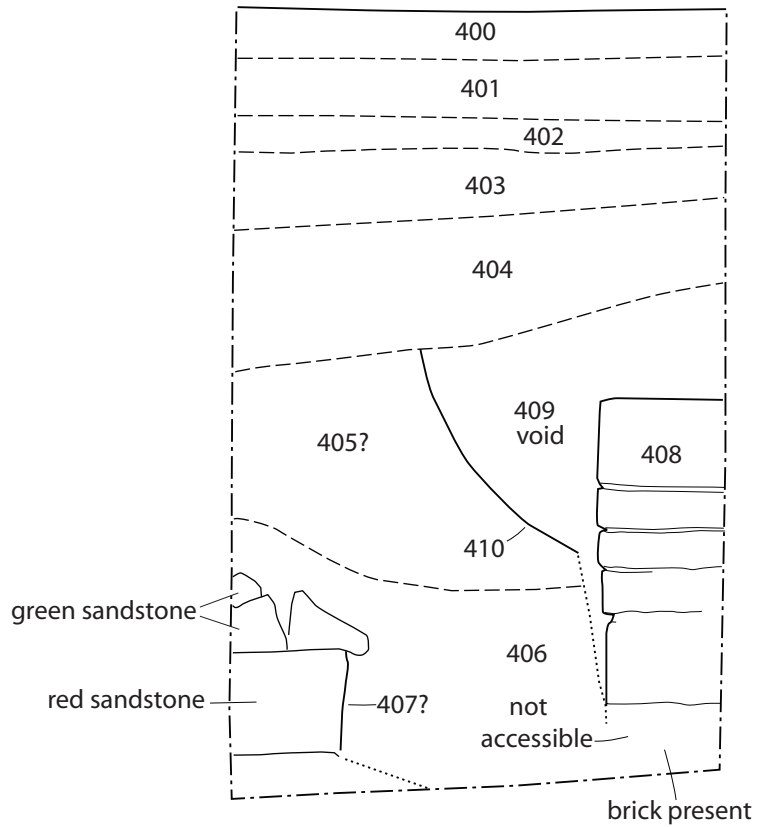 400
401
402
403
404
409
void
405?
408
410
green sandstone
406
red sandstone
407?
not
accessible
brick present